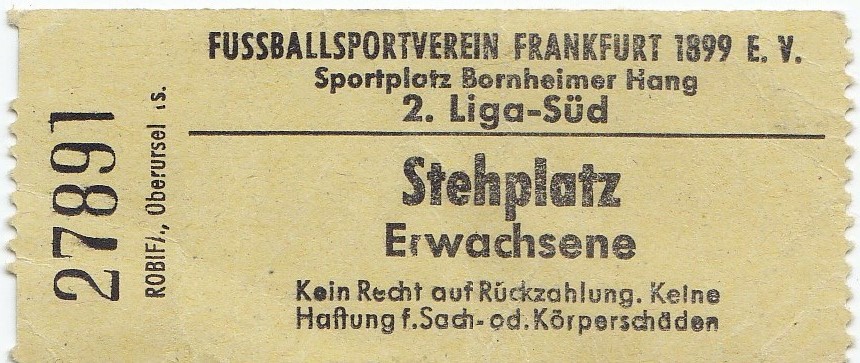 FUSSBALLSPORTVEREIN FRANKFURT 1899 E. V.
Sportplatz Bornheimer Hang
2. Liga-Süd
Stehplatz
Erwachsene
Kein Recht auf Rückzahlung. Keine
Haftung f. Sach- od. Körperschäden
27891
Oberursel